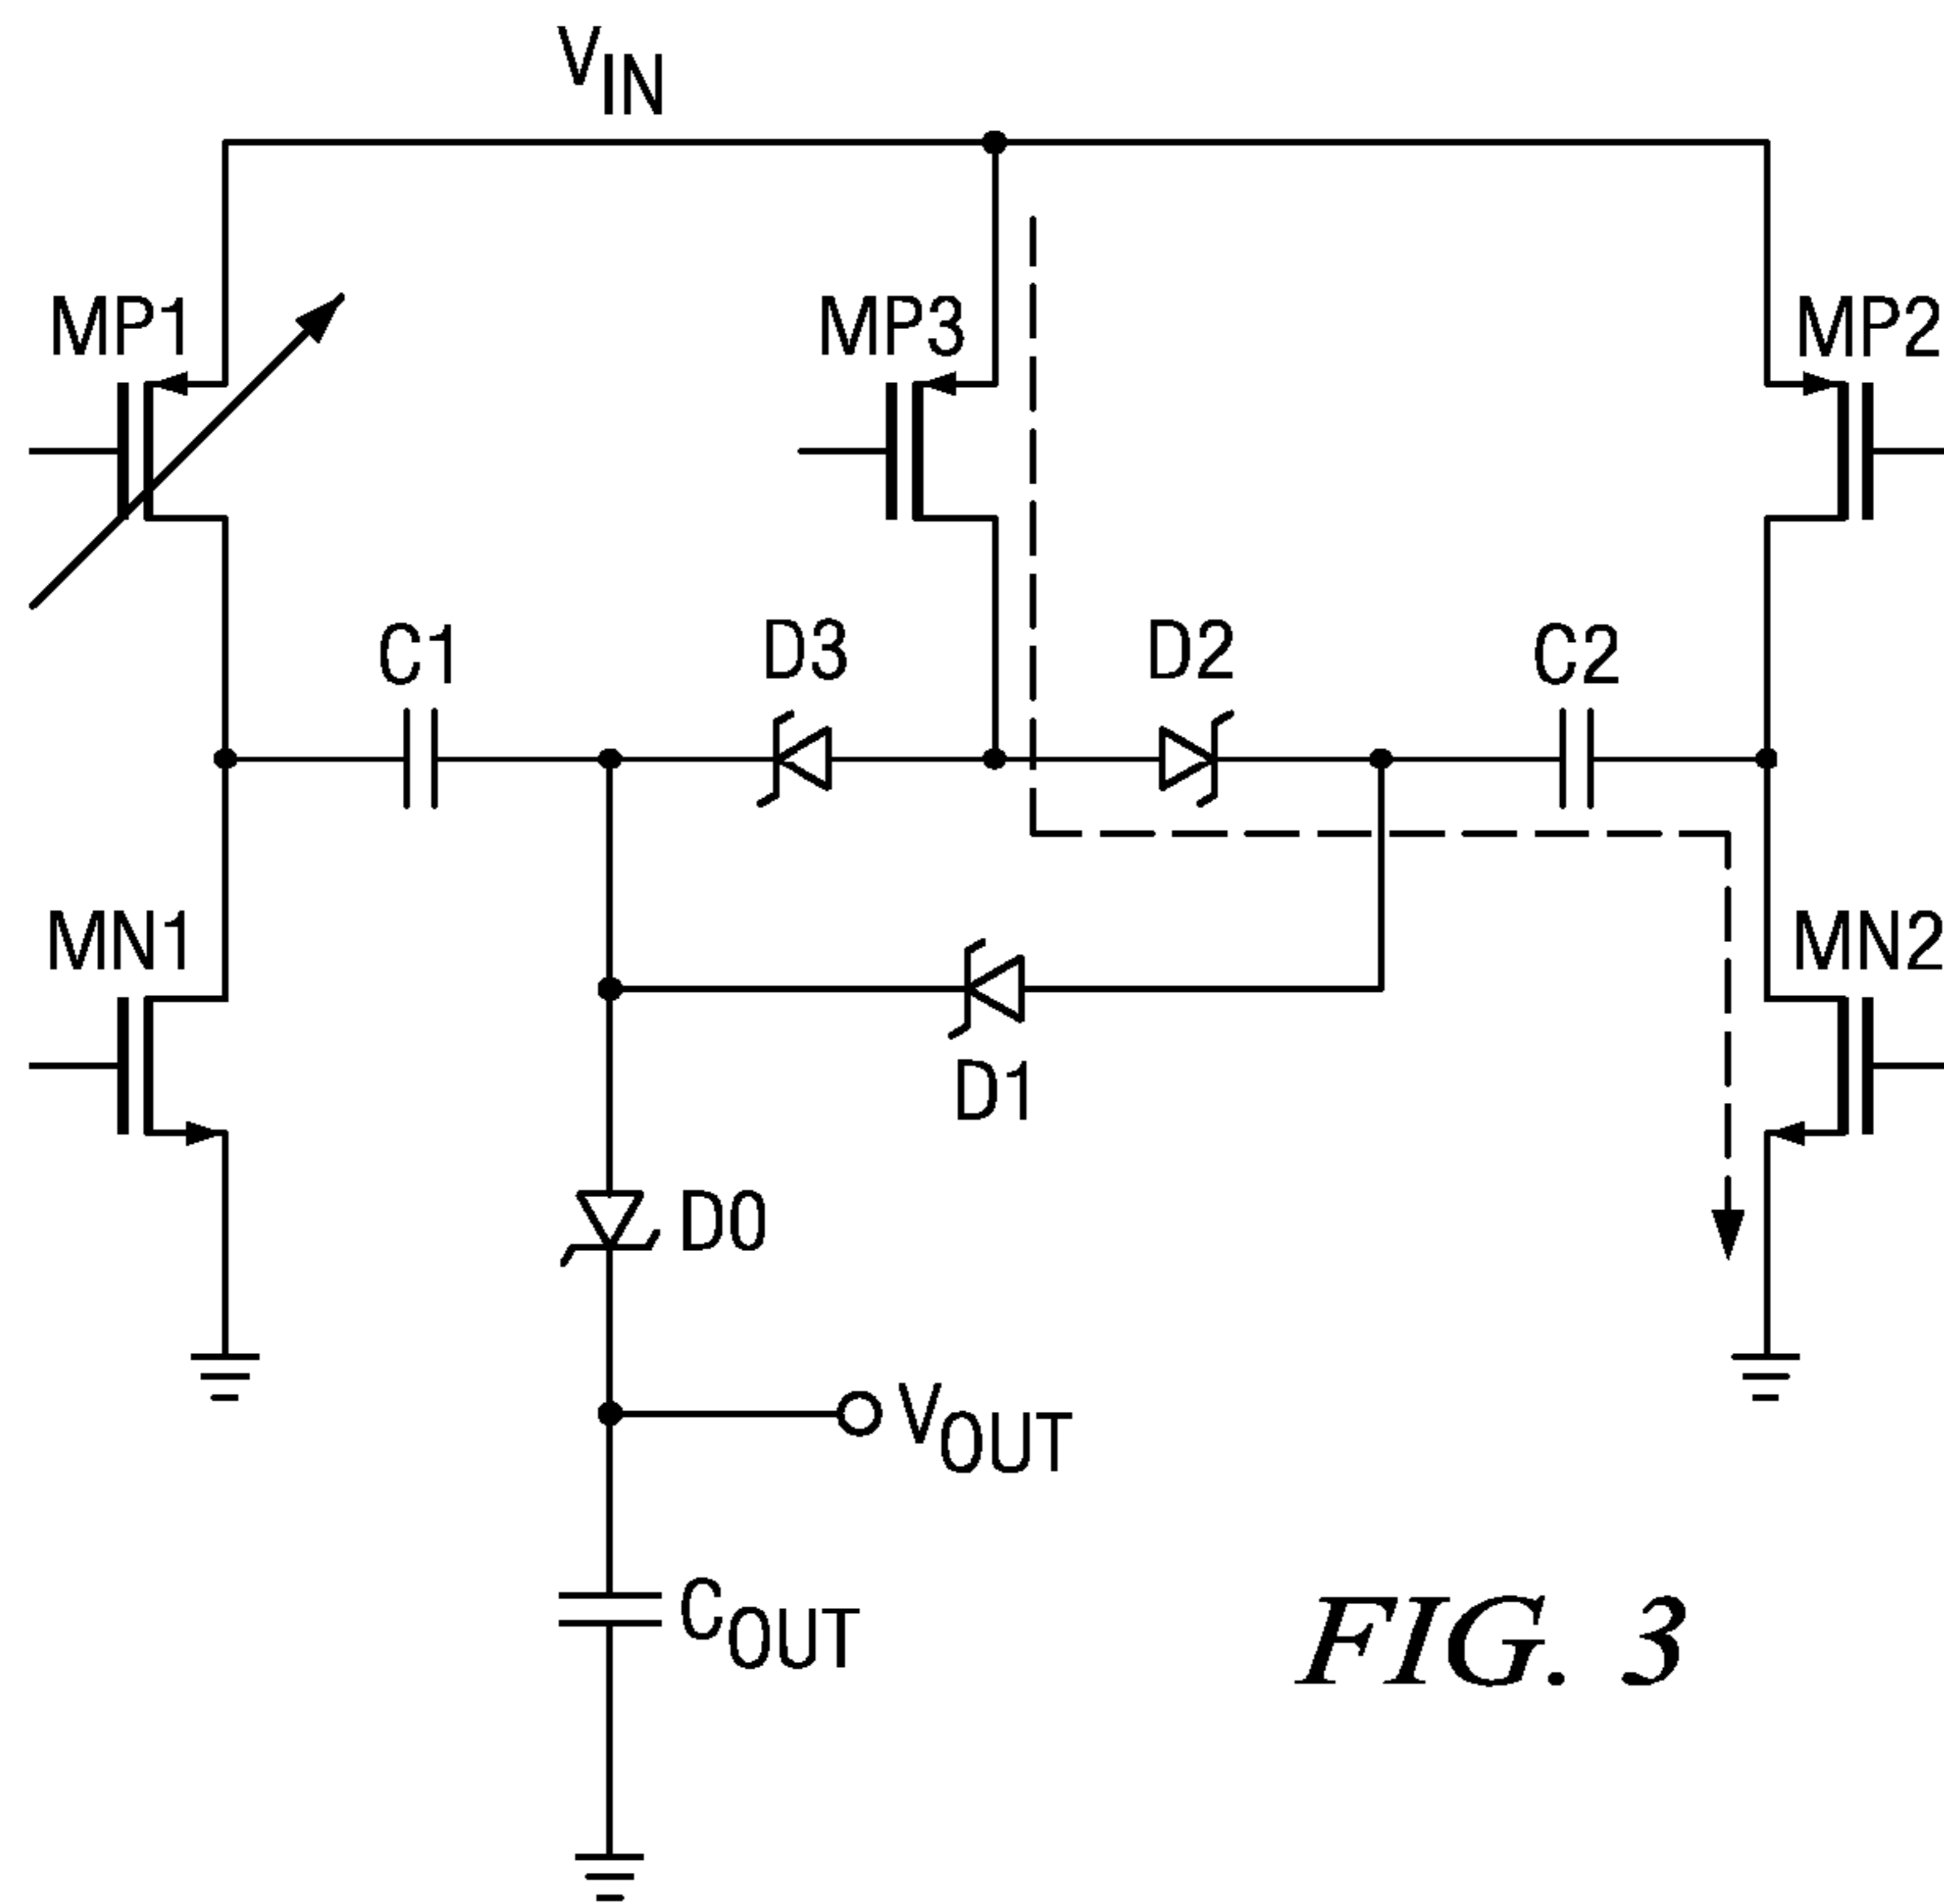 VIN
MP1
MP3
MP2
C1
D3
D2
C2
MN1
MN2
D1
D0
VOUT
COUT
FIG. 3